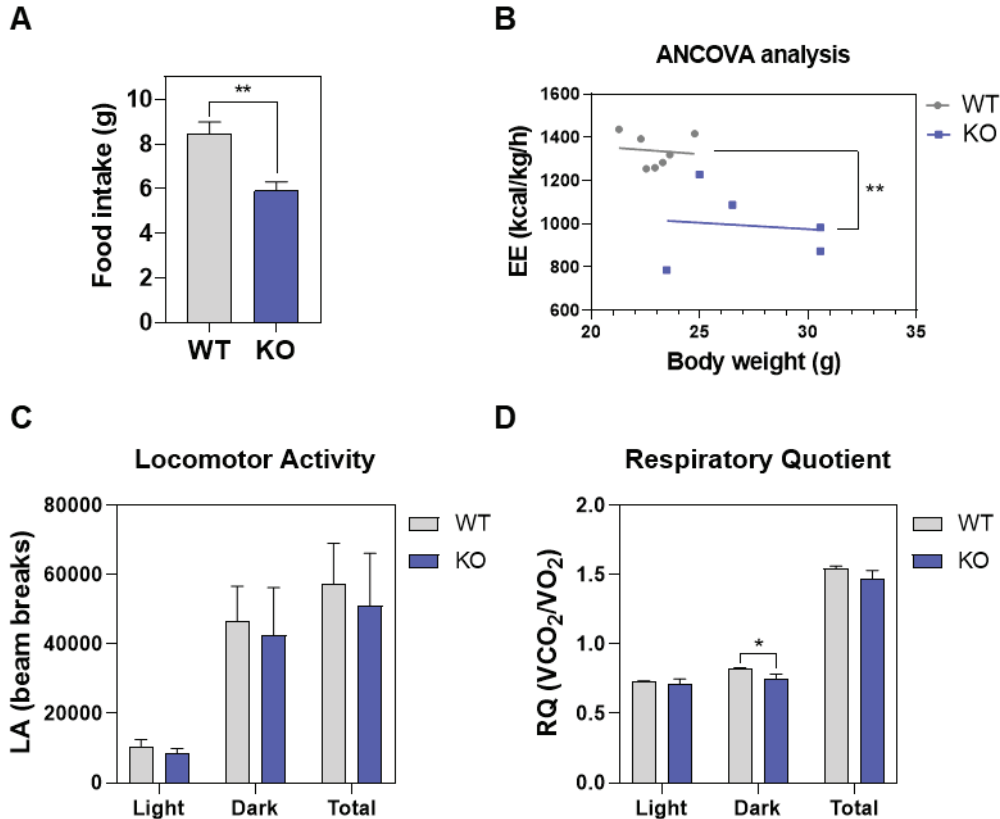 A
Food intake (g)
10
8
6
4
2
0
**
WT KO
B
ANCOVA analysis
EE (kcal/kg/h)
1600
1400
1200
1000
800
600
**
20 25 30 35
Body weight (g)
WT
KO
C
Locomotor Activity
LA (beam breaks)
80000
60000
40000
20000
0
Light Dark Total
WT
KO
D
Respiratory Quotient
RQ (VCO₂/VO₂)
2.0
1.5
1.0
0.5
0.0
*
Light Dark Total
WT
KO